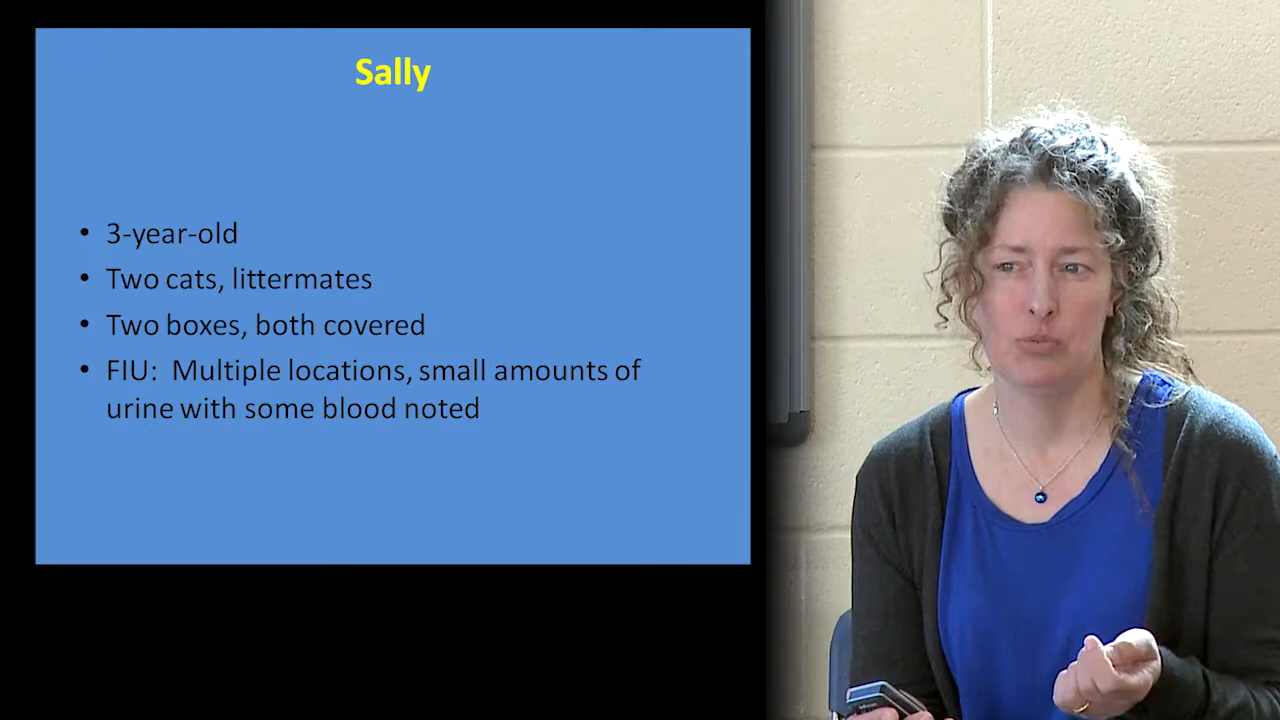 Sally
• 3-year-old
• Two cats, littermates
• Two boxes, both covered
• FIU:  Multiple locations, small amounts of
urine with some blood noted